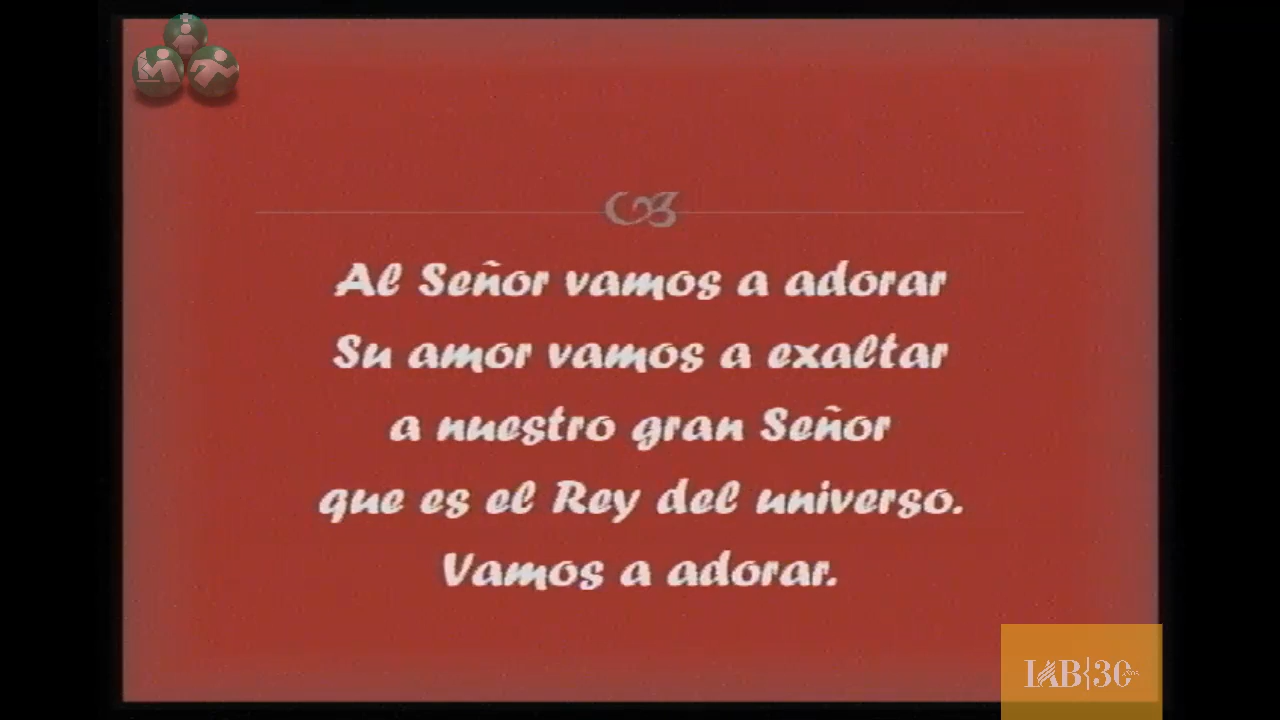 Al Señor vamos a adorar
Su amor vamos a exaltar
a nuestro gran Señor
que es el Rey del universo.
Vamos a adorar.
IAB 30